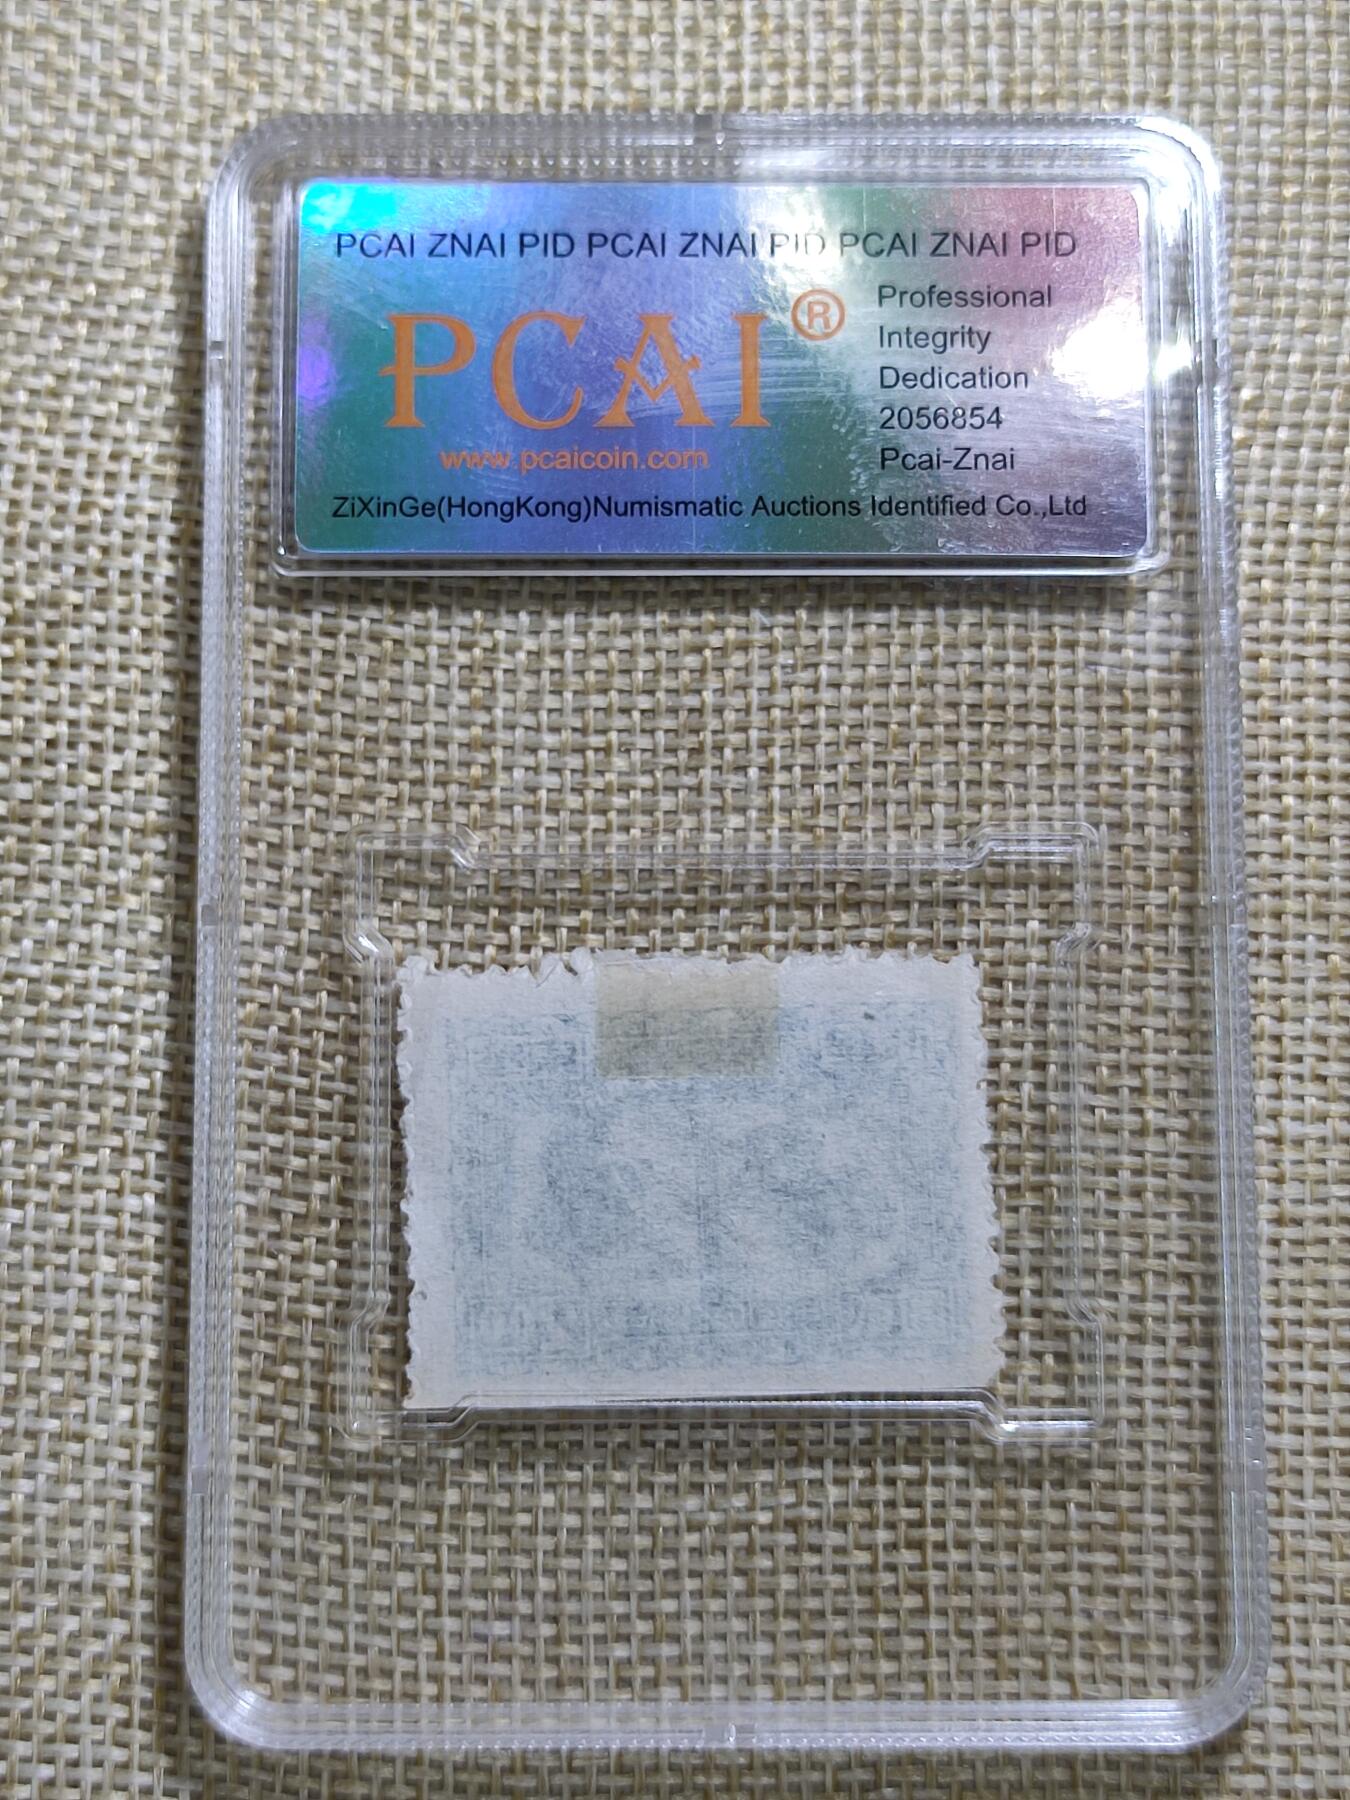 PCAI ZNAI PID PCAI ZNAI PID PCAI ZNAI PID
PCAI®
www.pcaicoin.com
Professional
Integrity
Dedication
2056854
Pcai-Znai
ZiXinGe(HongKong)Numismatic Auctions Identified Co.,Ltd